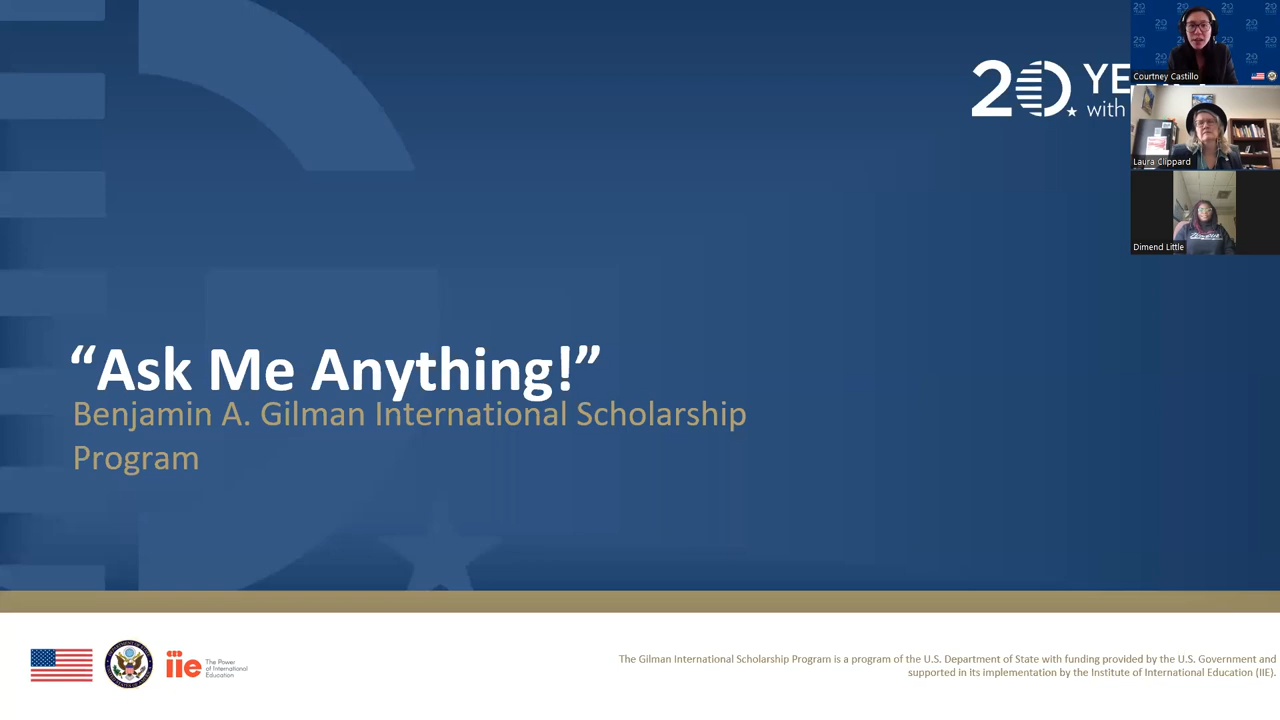 20 YE
with
Courtney Castillo
Laura Clippard
Dimend Little
“Ask Me Anything!”
Benjamin A. Gilman International Scholarship
Program
iie
The Power
of International
Education
The Gilman International Scholarship Program is a program of the U.S. Department of State with funding provided by the U.S. Government and
supported in its implementation by the Institute of International Education (IIE).